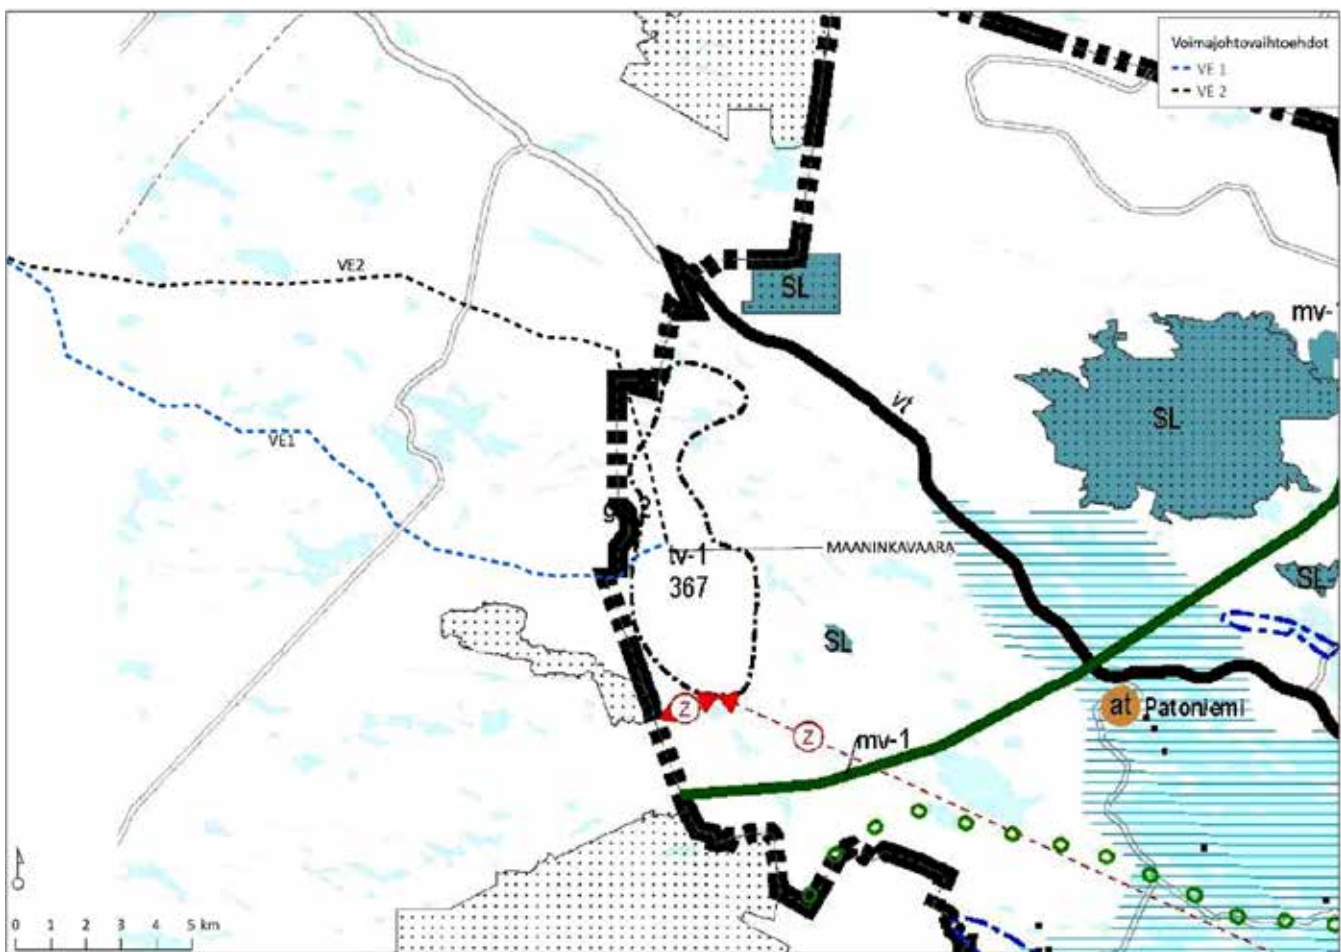 Voimajohtovaihtoehdot
VE 1
VE 2
VE2
SL
mv-
vt
SL
VE1
MAANINKAVAARA
tv-1
367
SL
SL
Z
at Patoniemi
Z
mv-1
0 1 2 3 4 5 km